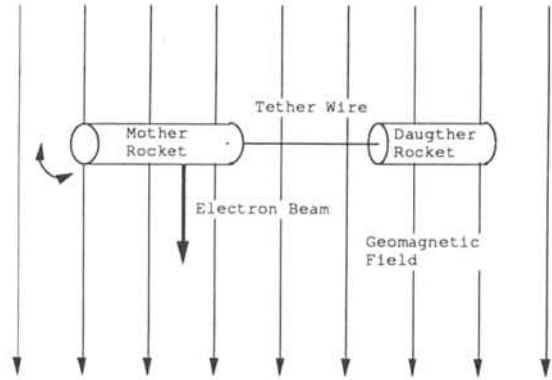 Tether Wire
Mother
Rocket
Daugther
Rocket
Electron Beam
Geomagnetic
Field